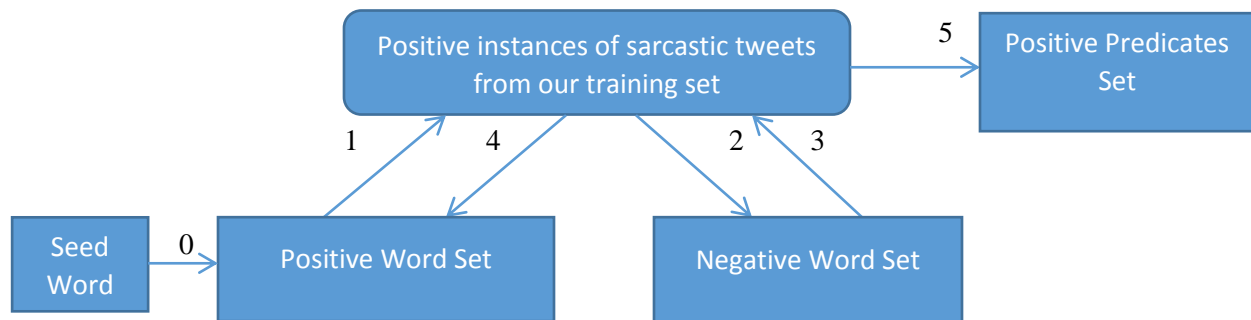 Positive instances of sarcastic tweets
from our training set
5
Positive Predicates
Set
1
4
2
3
Seed
Word
0
Positive Word Set
Negative Word Set